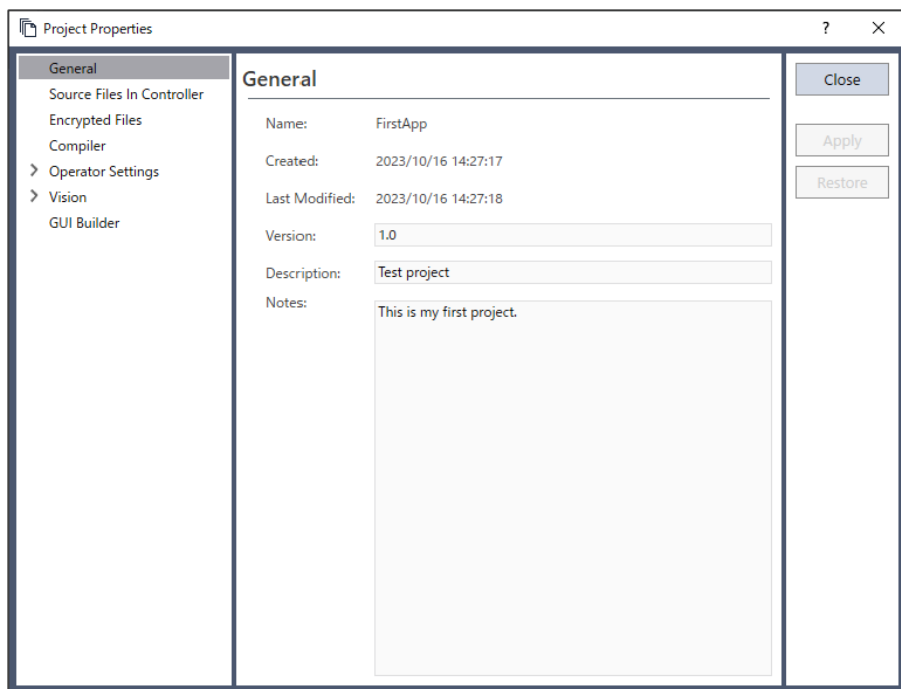 Project Properties
?
General
Source Files In Controller
Encrypted Files
Compiler
Operator Settings
Vision
GUI Builder
General
Name: FirstApp
Created: 2023/10/16 14:27:17
Last Modified: 2023/10/16 14:27:18
Version: 1.0
Description: Test project
Notes: This is my first project.
Close
Apply
Restore